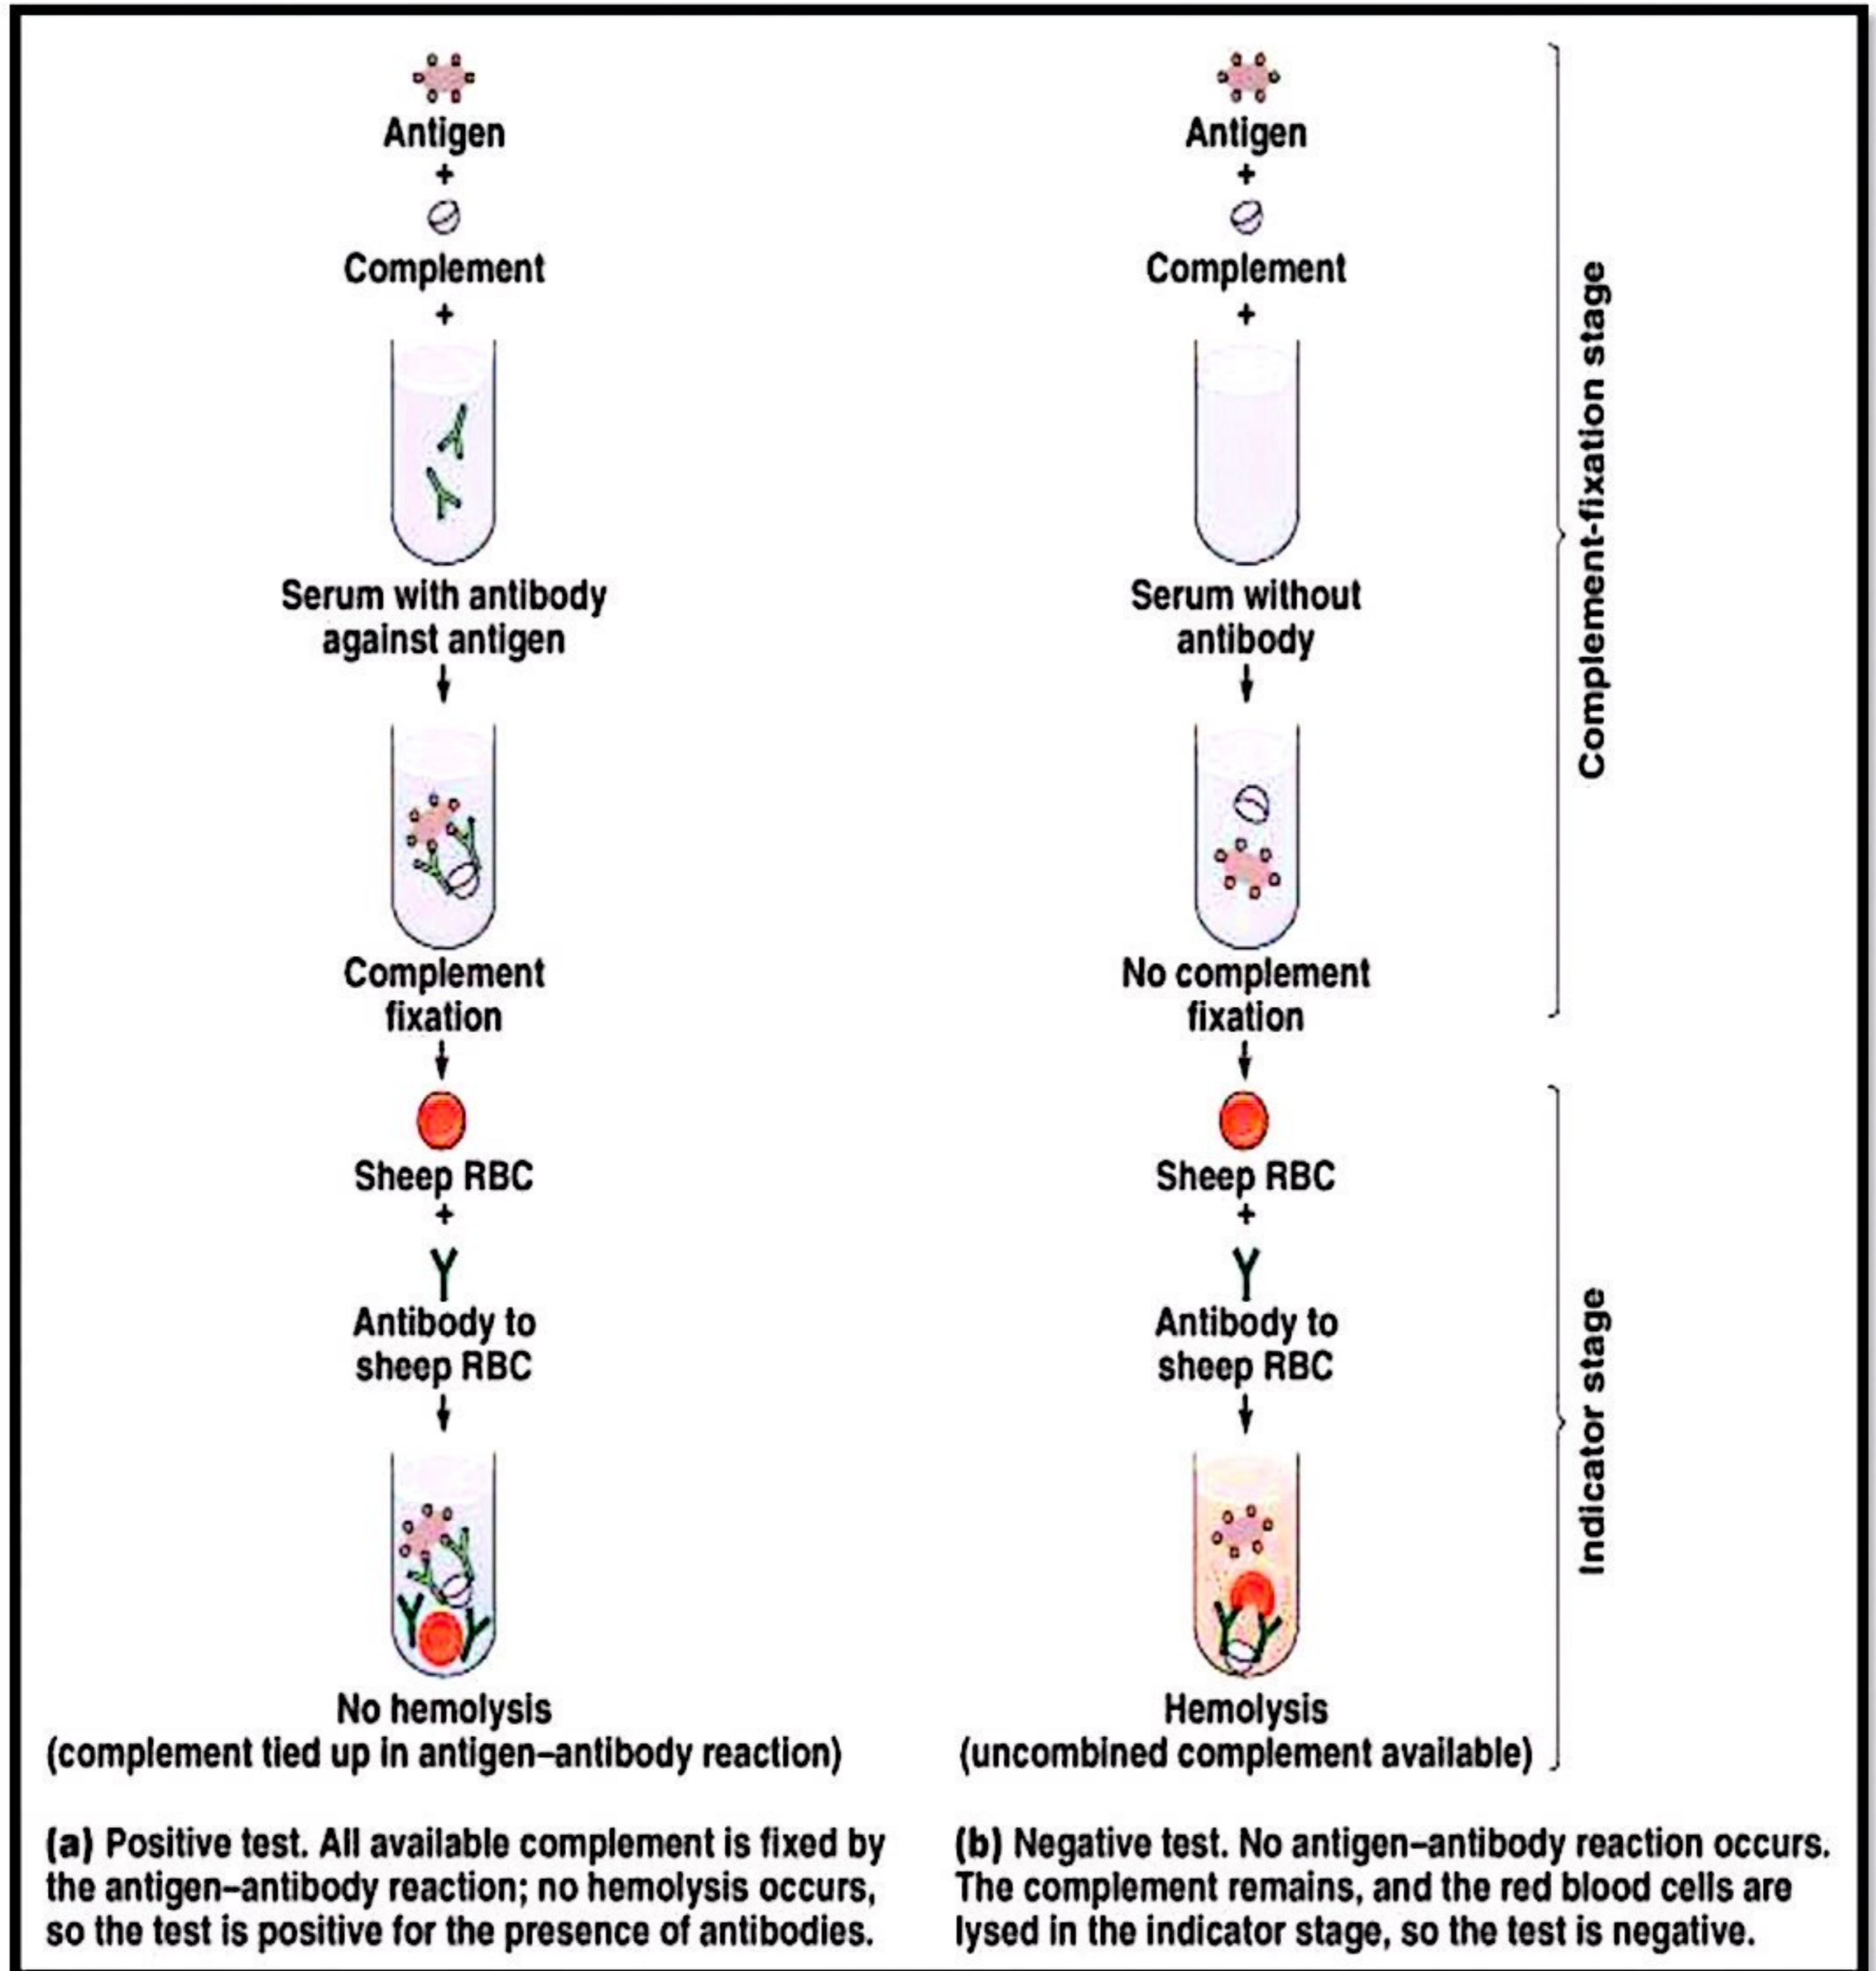 Antigen
+
Complement
+
Serum with antibody
against antigen
Complement
fixation
Sheep RBC
+
Antibody to
sheep RBC
No hemolysis
(complement tied up in antigen–antibody reaction)
(a) Positive test. All available complement is fixed by
the antigen–antibody reaction; no hemolysis occurs,
so the test is positive for the presence of antibodies.
Antigen
+
Complement
+
Serum without
antibody
No complement
fixation
Sheep RBC
+
Antibody to
sheep RBC
Hemolysis
(uncombined complement available)
(b) Negative test. No antigen–antibody reaction occurs.
The complement remains, and the red blood cells are
lysed in the indicator stage, so the test is negative.
Complement-fixation stage
Indicator stage